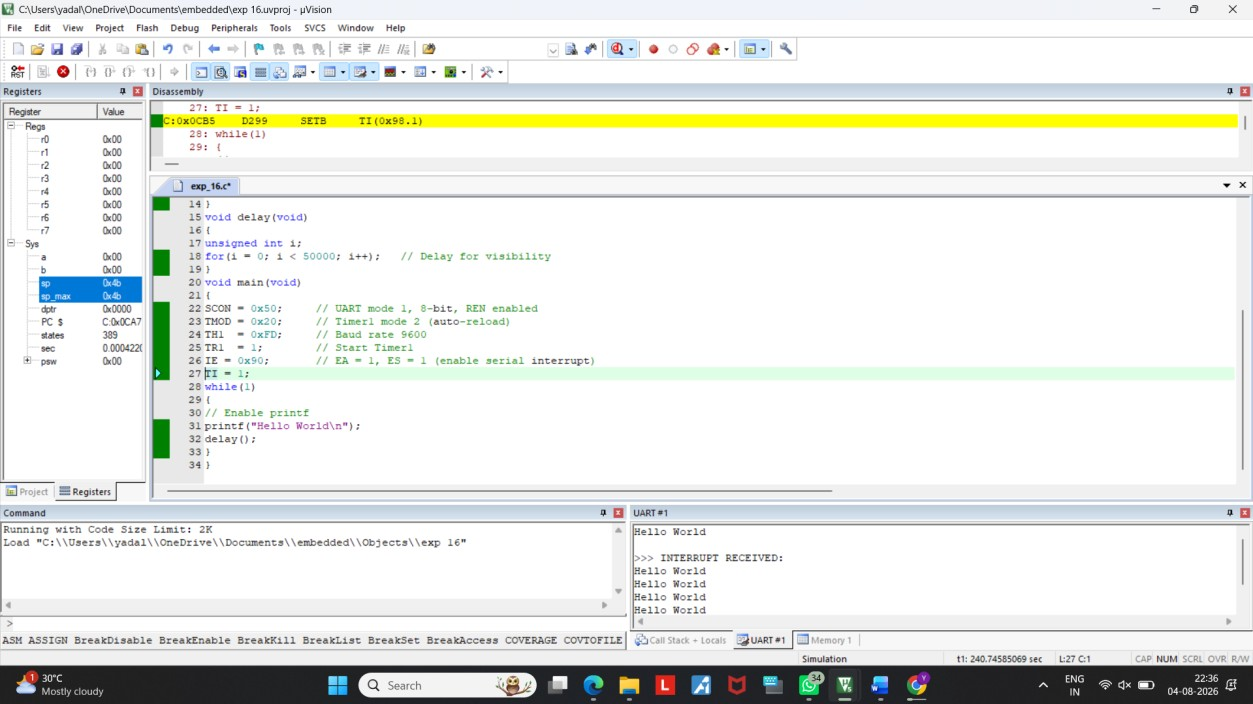 C:\Users\yadal\OneDrive\Documents\embedded\exp 16.uvproj - µVision
File Edit View Project Flash Debug Peripherals Tools SVCS Window Help
RST
Registers
Register Value
Regs
r0 0x00
r1 0x00
r2 0x00
r3 0x00
r4 0x00
r5 0x00
r6 0x00
r7 0x00
Sys
a 0x00
b 0x00
sp 0x4b
sp_max 0x4b
dptr 0x0000
PC $ C:0x0CA7
states 389
sec 0.0004220
psw 0x00
Project Registers
Disassembly
27: TI = 1;
C:0x0CB5 D299 SETB TI(0x98.1)
28: while(1)
29: {
exp_16.c*
14 }
15 void delay(void)
16 {
17 unsigned int i;
18 for(i = 0; i < 50000; i++); // Delay for visibility
19 }
20 void main(void)
21 {
22 SCON = 0x50; // UART mode 1, 8-bit, REN enabled
23 TMOD = 0x20; // Timer1 mode 2 (auto-reload)
24 TH1 = 0xFD; // Baud rate 9600
25 TR1 = 1; // Start Timer1
26 IE = 0x90; // EA = 1, ES = 1 (enable serial interrupt)
27 TI = 1;
28 while(1)
29 {
30 // Enable printf
31 printf("Hello World\n");
32 delay();
33 }
34 }
Command
Running with Code Size Limit: 2K
Load "C:\\Users\\yadal\\OneDrive\\Documents\\embedded\\Objects\\exp 16"
>
ASM ASSIGN BreakDisable BreakEnable BreakKill BreakList BreakSet BreakAccess COVERAGE COVTOFILE
UART #1
Hello World
>>> INTERRUPT RECEIVED:
Hello World
Hello World
Hello World
Hello World
Call Stack + Locals UART #1 Memory 1
Simulation t1: 240.74585069 sec L:27 C:1 CAP NUM SCRL OVR R/W
1
30°C
Mostly cloudy
Search
L
34
W
Y
ENG
IN
22:36
04-08-2026